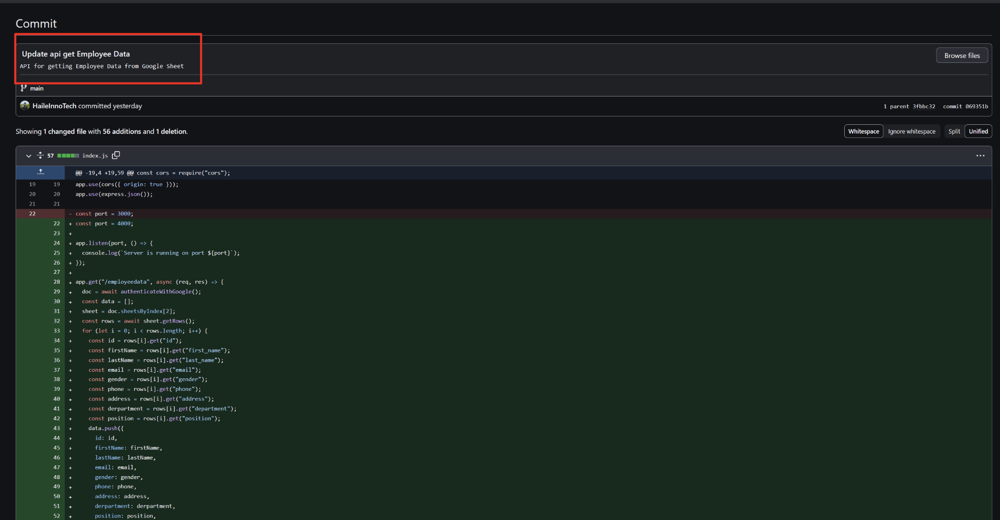 Commit
Update api get Employee Data
API for getting Employee Data from Google Sheet
Browse files
main
HaileInnoTech committed yesterday
1 parent 3fbbc32 commit 069351b
Showing 1 changed file with 56 additions and 1 deletion.
Whitespace Ignore whitespace Split Unified
57 index.js
@@ -19,4 +19,59 @@ const cors = require("cors");
19 19 app.use(cors({ origin: true }));
20 20 app.use(express.json());
21 21
22 - const port = 3000;
22 + const port = 4000;
23 +
24 + app.listen(port, () => {
25 + console.log(`Server is running on port ${port}`);
26 + });
27 +
28 + app.get("/employeedata", async (req, res) => {
29 + doc = await authenticateWithGoogle();
30 + const data = [];
31 + sheet = doc.sheetsByIndex[2];
32 + const rows = await sheet.getRows();
33 + for (let i = 0; i < rows.length; i++) {
34 + const id = rows[i].get("id");
35 + const firstName = rows[i].get("first_name");
36 + const lastName = rows[i].get("last_name");
37 + const email = rows[i].get("email");
38 + const gender = rows[i].get("gender");
39 + const phone = rows[i].get("phone");
40 + const address = rows[i].get("address");
41 + const derpartment = rows[i].get("department");
42 + const position = rows[i].get("position");
43 + data.push({
44 + id: id,
45 + firstName: firstName,
46 + lastName: lastName,
47 + email: email,
48 + gender: gender,
49 + phone: phone,
50 + address: address,
51 + derpartment: derpartment,
52 + position: position,